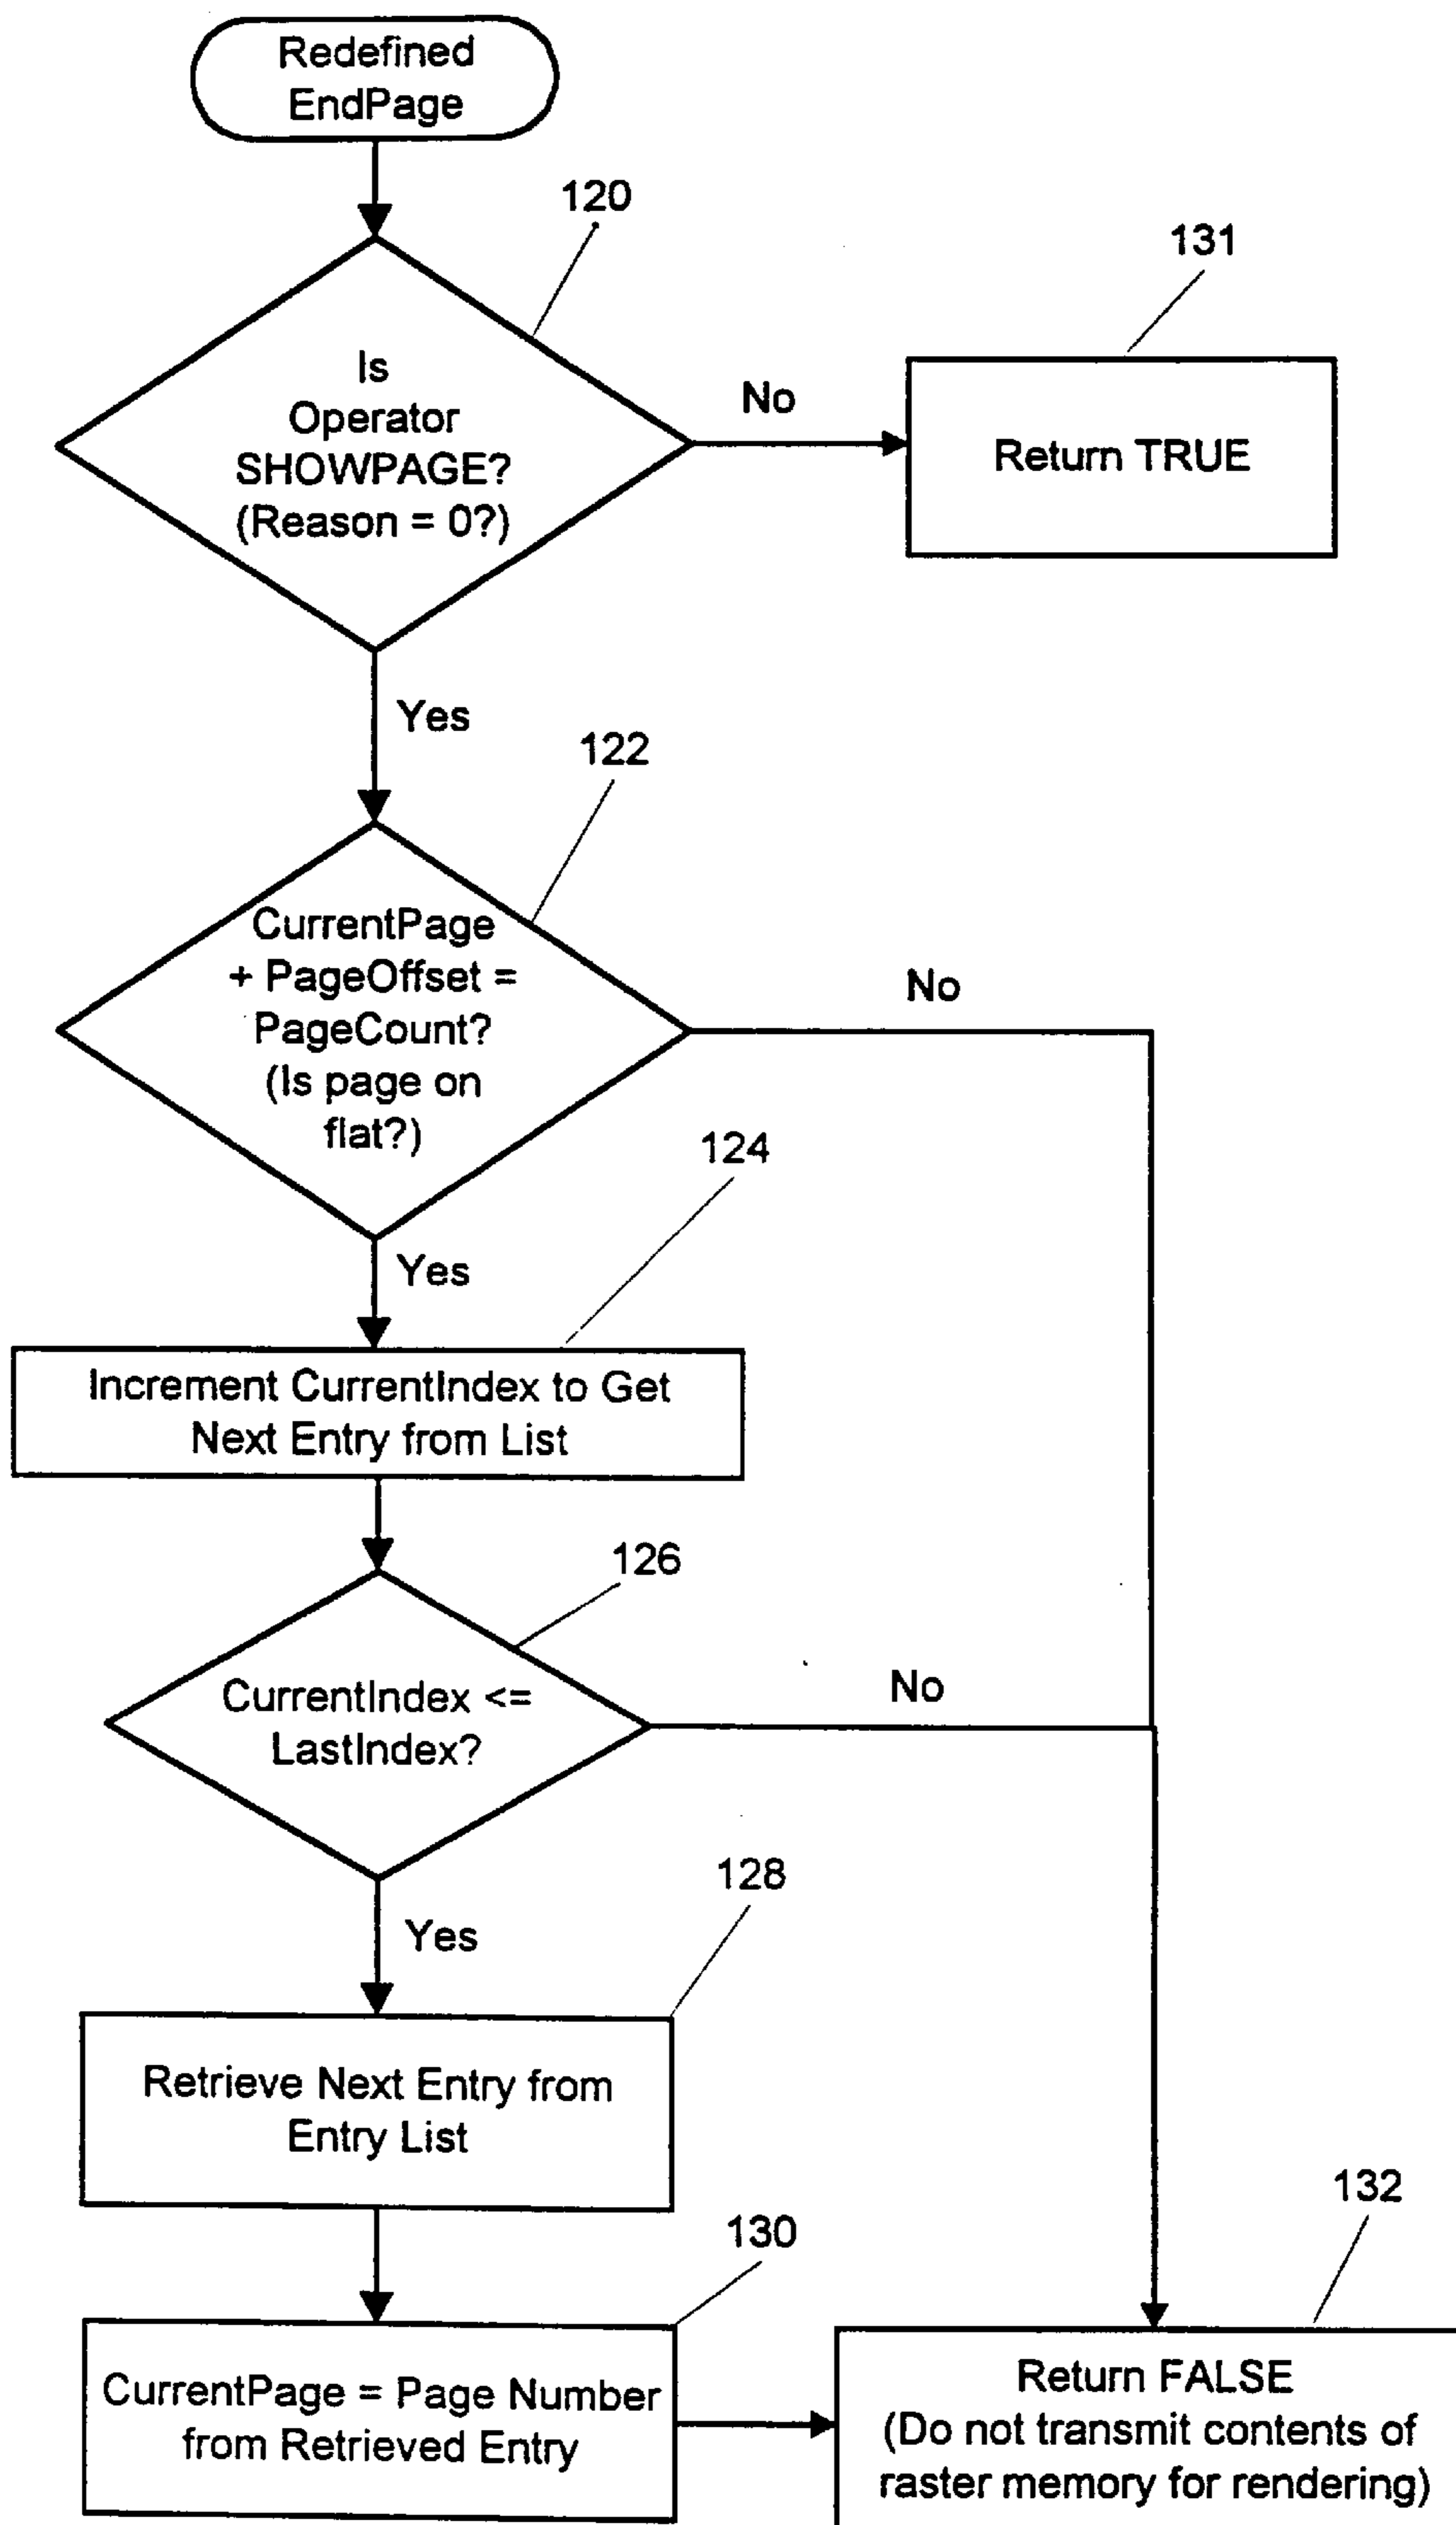 Redefined
EndPage
120
131
Is
Operator
SHOWPAGE?
(Reason = 0?)
No
Return TRUE
Yes
122
CurrentPage
+ PageOffset =
PageCount?
(Is page on
flat?)
No
124
Yes
Increment CurrentIndex to Get
Next Entry from List
126
CurrentIndex <=
LastIndex?
No
128
Yes
Retrieve Next Entry from
Entry List
130
132
CurrentPage = Page Number
from Retrieved Entry
Return FALSE
(Do not transmit contents of
raster memory for rendering)